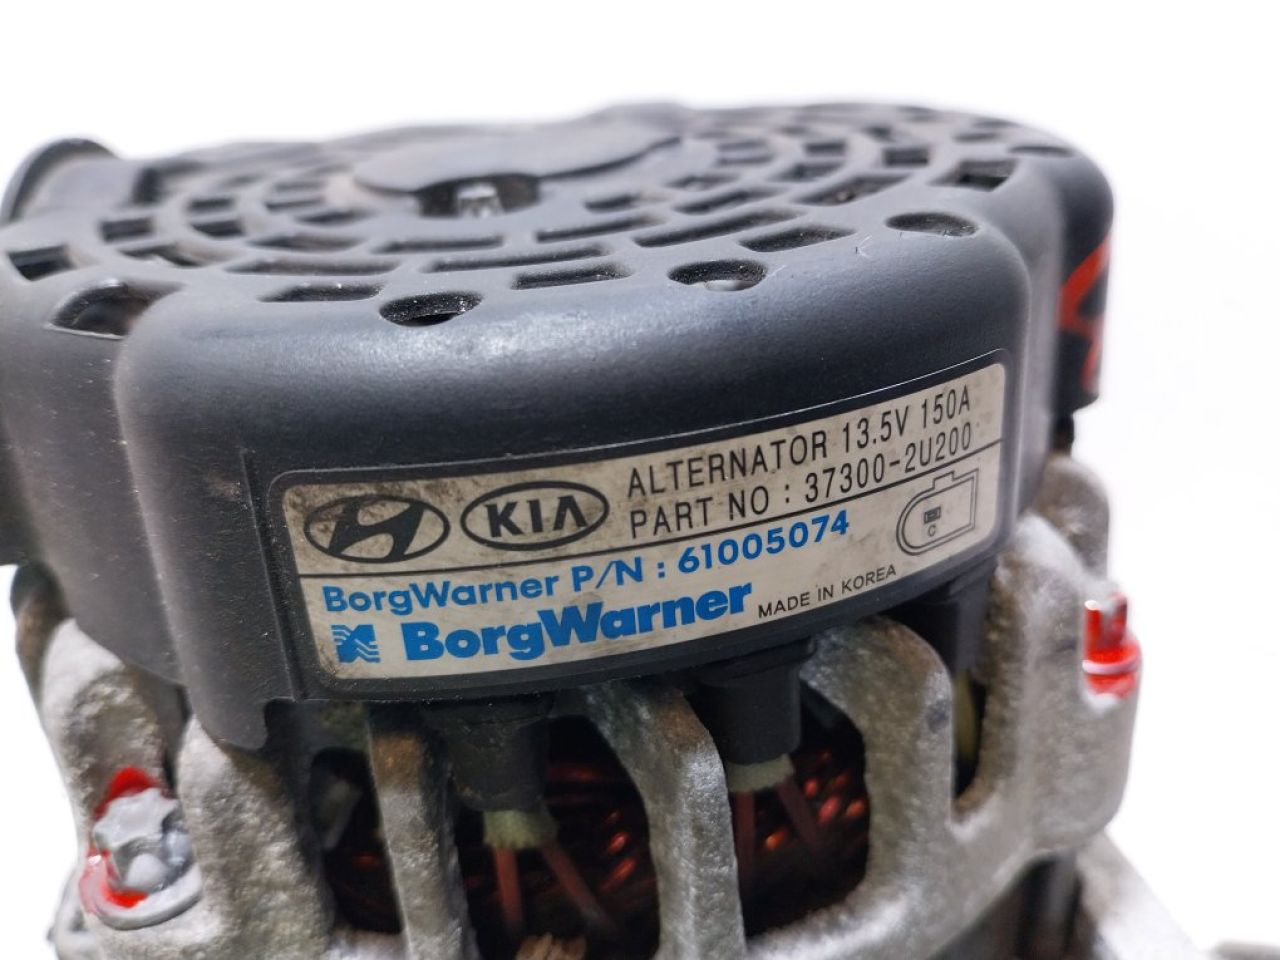 KIA
ALTERNATOR 13.5V 150A
PART NO : 37300-2U200
BorgWarner P/N : 61005074
BorgWarner MADE IN KOREA
C